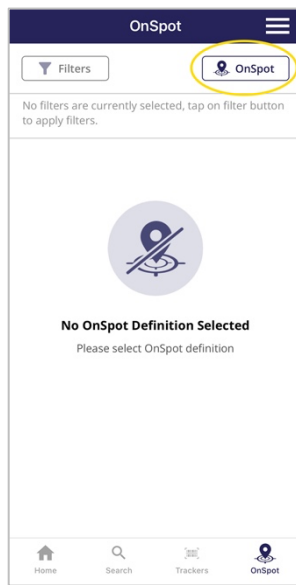 OnSpot
Filters
OnSpot
No filters are currently selected, tap on filter button
to apply filters.
No OnSpot Definition Selected
Please select OnSpot definition
Home
Search
Trackers
OnSpot